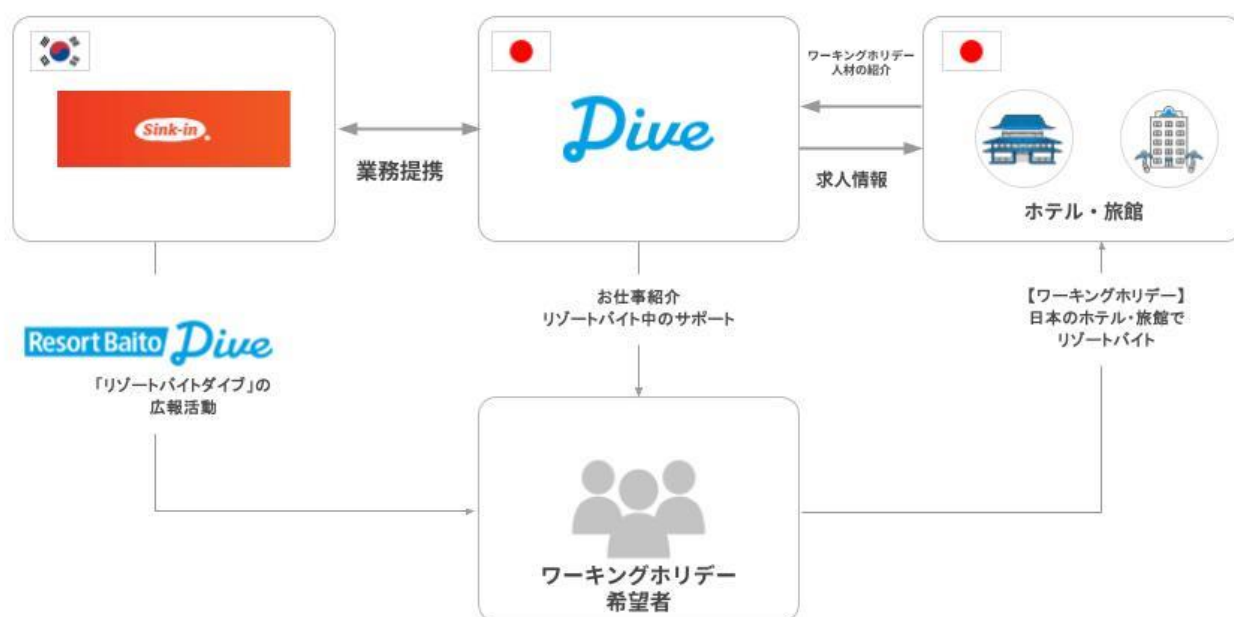 Sink-in
業務提携
Dive
ワーキングホリデー
人材の紹介
求人情報
ホテル・旅館
Resort Baito Dive
「リゾートバイトダイブ」の
広報活動
お仕事紹介
リゾートバイト中のサポート
【ワーキングホリデー】
日本のホテル・旅館で
リゾートバイト
ワーキングホリデー
希望者